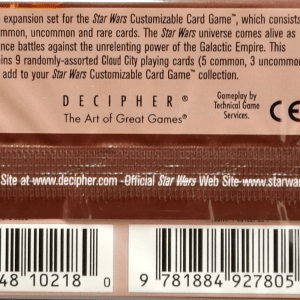 expansion set for the Star Wars Customizable Card Game™, which consists
ommon, uncommon and rare cards. The Star Wars universe comes alive as
nce battles against the unrelenting power of the Galactic Empire. This
ins 9 randomly-assorted Cloud City playing cards (5 common, 3 uncommon
add to your Star Wars Customizable Card Game™ collection.
DECIPHER®
The Art of Great Games®
Gameplay by
Technical Game
Services.
CE
Site at www.decipher.com -Official Star Wars Web Site -www.starwa
48 10218 0
9 781884 927805